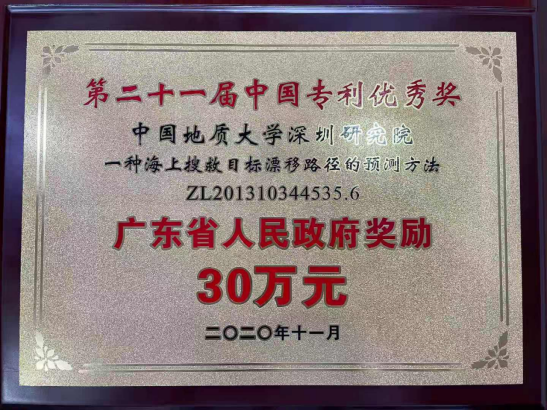 第二十一届中国专利优秀奖
中国地质大学深圳研究院
一种海上搜救目标漂移路径的预测方法
ZL201310344535.6
广东省人民政府奖励
30万元
二〇二〇年十一月